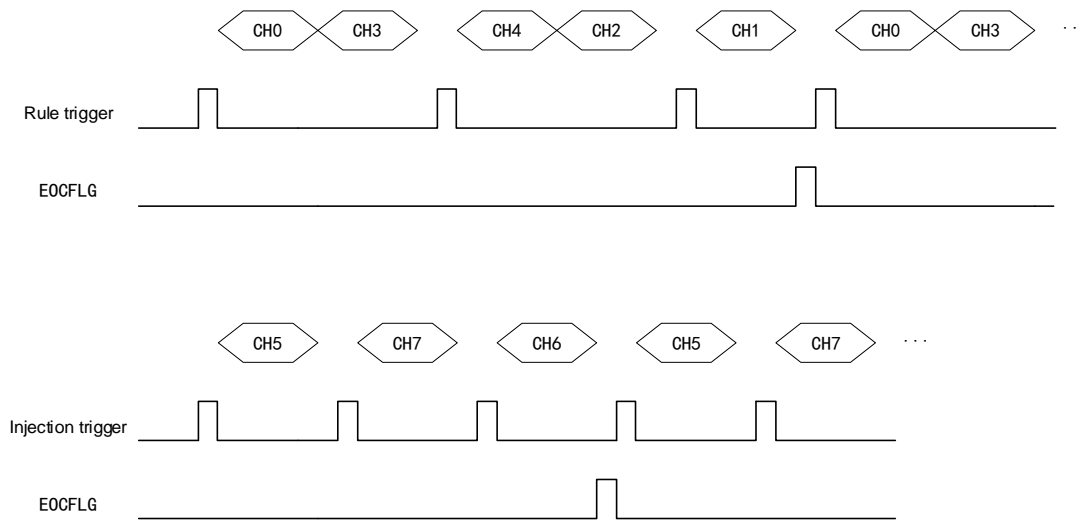 CH0 CH3 CH4 CH2 CH1 CH0 CH3 ..
Rule trigger
EOCFLG
CH5 CH7 CH6 CH5 CH7 ...
Injection trigger
EOCFLG